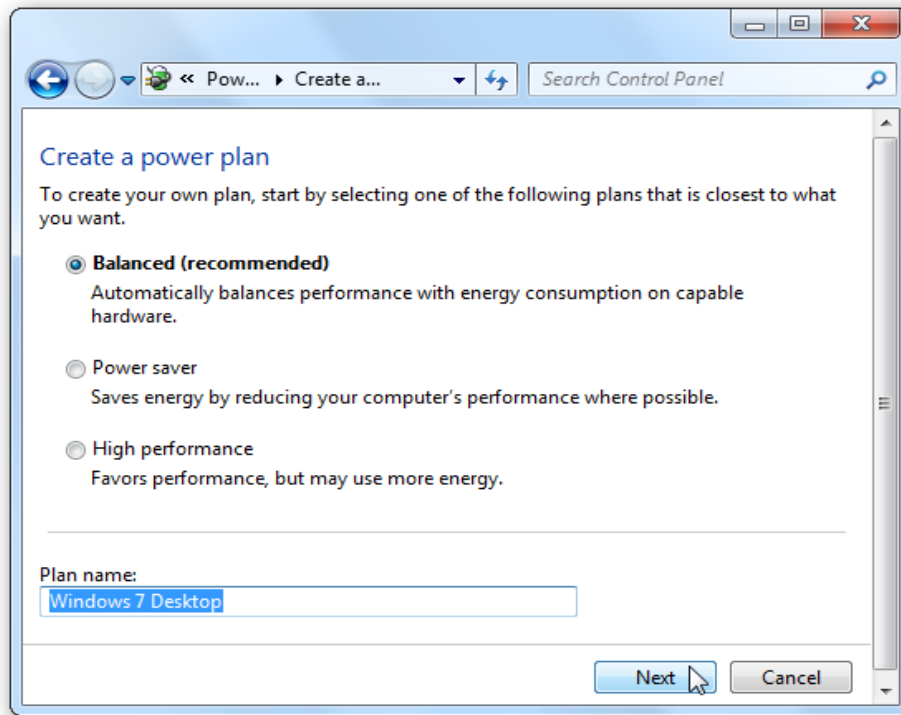 « Pow... ▸ Create a...
Search Control Panel
Create a power plan
To create your own plan, start by selecting one of the following plans that is closest to what
you want.
Balanced (recommended)
Automatically balances performance with energy consumption on capable
hardware.
Power saver
Saves energy by reducing your computer's performance where possible.
High performance
Favors performance, but may use more energy.
Plan name:
Windows 7 Desktop
Next
Cancel